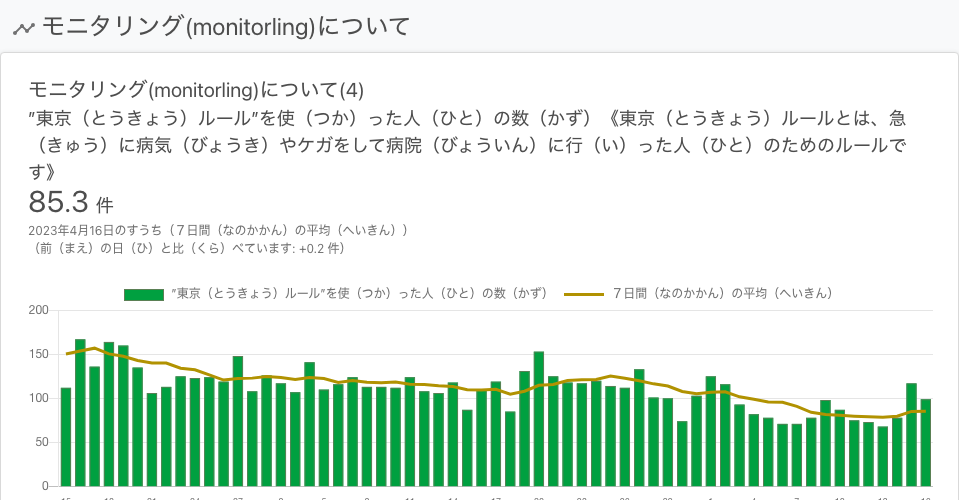 モニタリング(monitorling)について
モニタリング(monitorling)について(4)
”東京（とうきょう）ルール”を使（つか）った人（ひと）の数（かず）《東京（とうきょう）ルールとは、急
（きゅう）に病気（びょうき）やケガをして病院（びょういん）に行（い）った人（ひと）のためのルールで
す》
85.3 件
2023年4月16日のすうち（７日間（なのかかん）の平均（へいきん））
（前（まえ）の日（ひ）と比（くら）べています: +0.2 件）
”東京（とうきょう）ルール”を使（つか）った人（ひと）の数（かず） ７日間（なのかかん）の平均（へいきん）
200
150
100
50
0